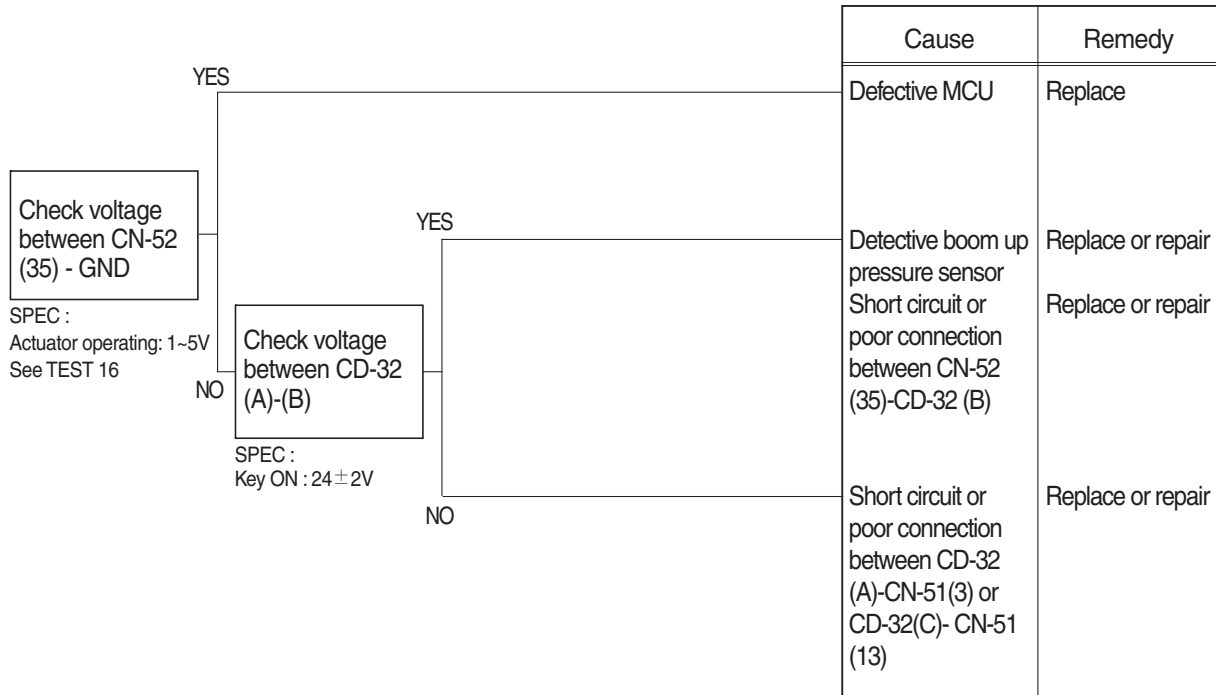 Cause
Remedy
YES
Defective MCU
Replace
Check voltage
between CN-52
(35) - GND
SPEC :
Actuator operating: 1~5V
See TEST 16
YES
Detective boom up
pressure sensor
Replace or repair
Short circuit or
poor connection
between CN-52
(35)-CD-32 (B)
Replace or repair
NO
Check voltage
between CD-32
(A)-(B)
SPEC :
Key ON : 24±2V
NO
Short circuit or
poor connection
between CD-32
(A)-CN-51(3) or
CD-32(C)- CN-51
(13)
Replace or repair